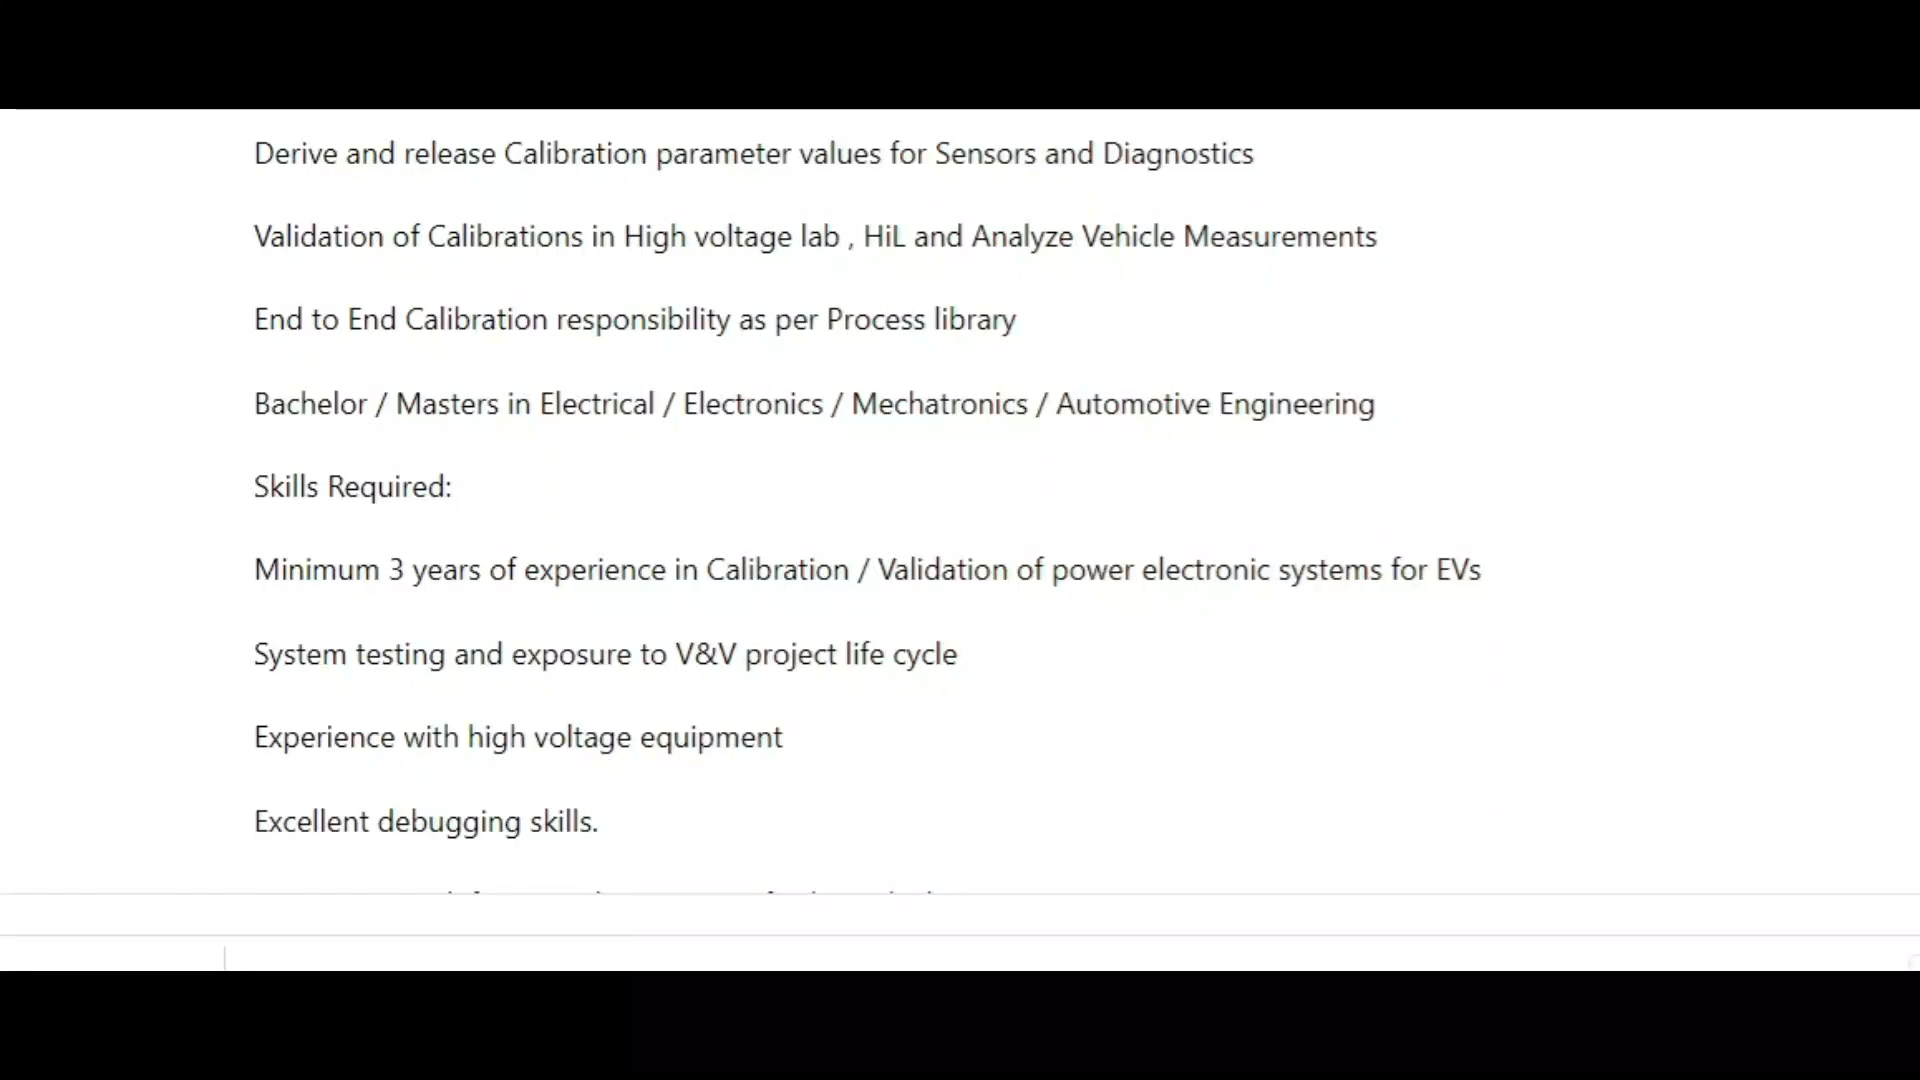 Derive and release Calibration parameter values for Sensors and Diagnostics
Validation of Calibrations in High voltage lab , HiL and Analyze Vehicle Measurements
End to End Calibration responsibility as per Process library
Bachelor / Masters in Electrical / Electronics / Mechatronics / Automotive Engineering
Skills Required:
Minimum 3 years of experience in Calibration / Validation of power electronic systems for EVs
System testing and exposure to V&V project life cycle
Experience with high voltage equipment
Excellent debugging skills.